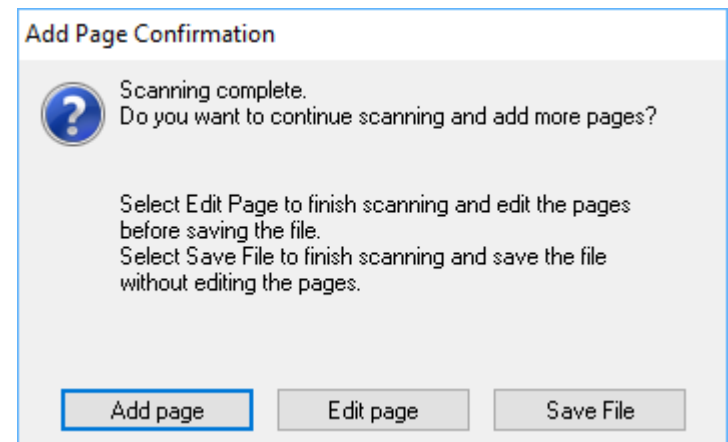 Add Page Confirmation
Scanning complete.
Do you want to continue scanning and add more pages?
Select Edit Page to finish scanning and edit the pages
before saving the file.
Select Save File to finish scanning and save the file
without editing the pages.
Add page
Edit page
Save File